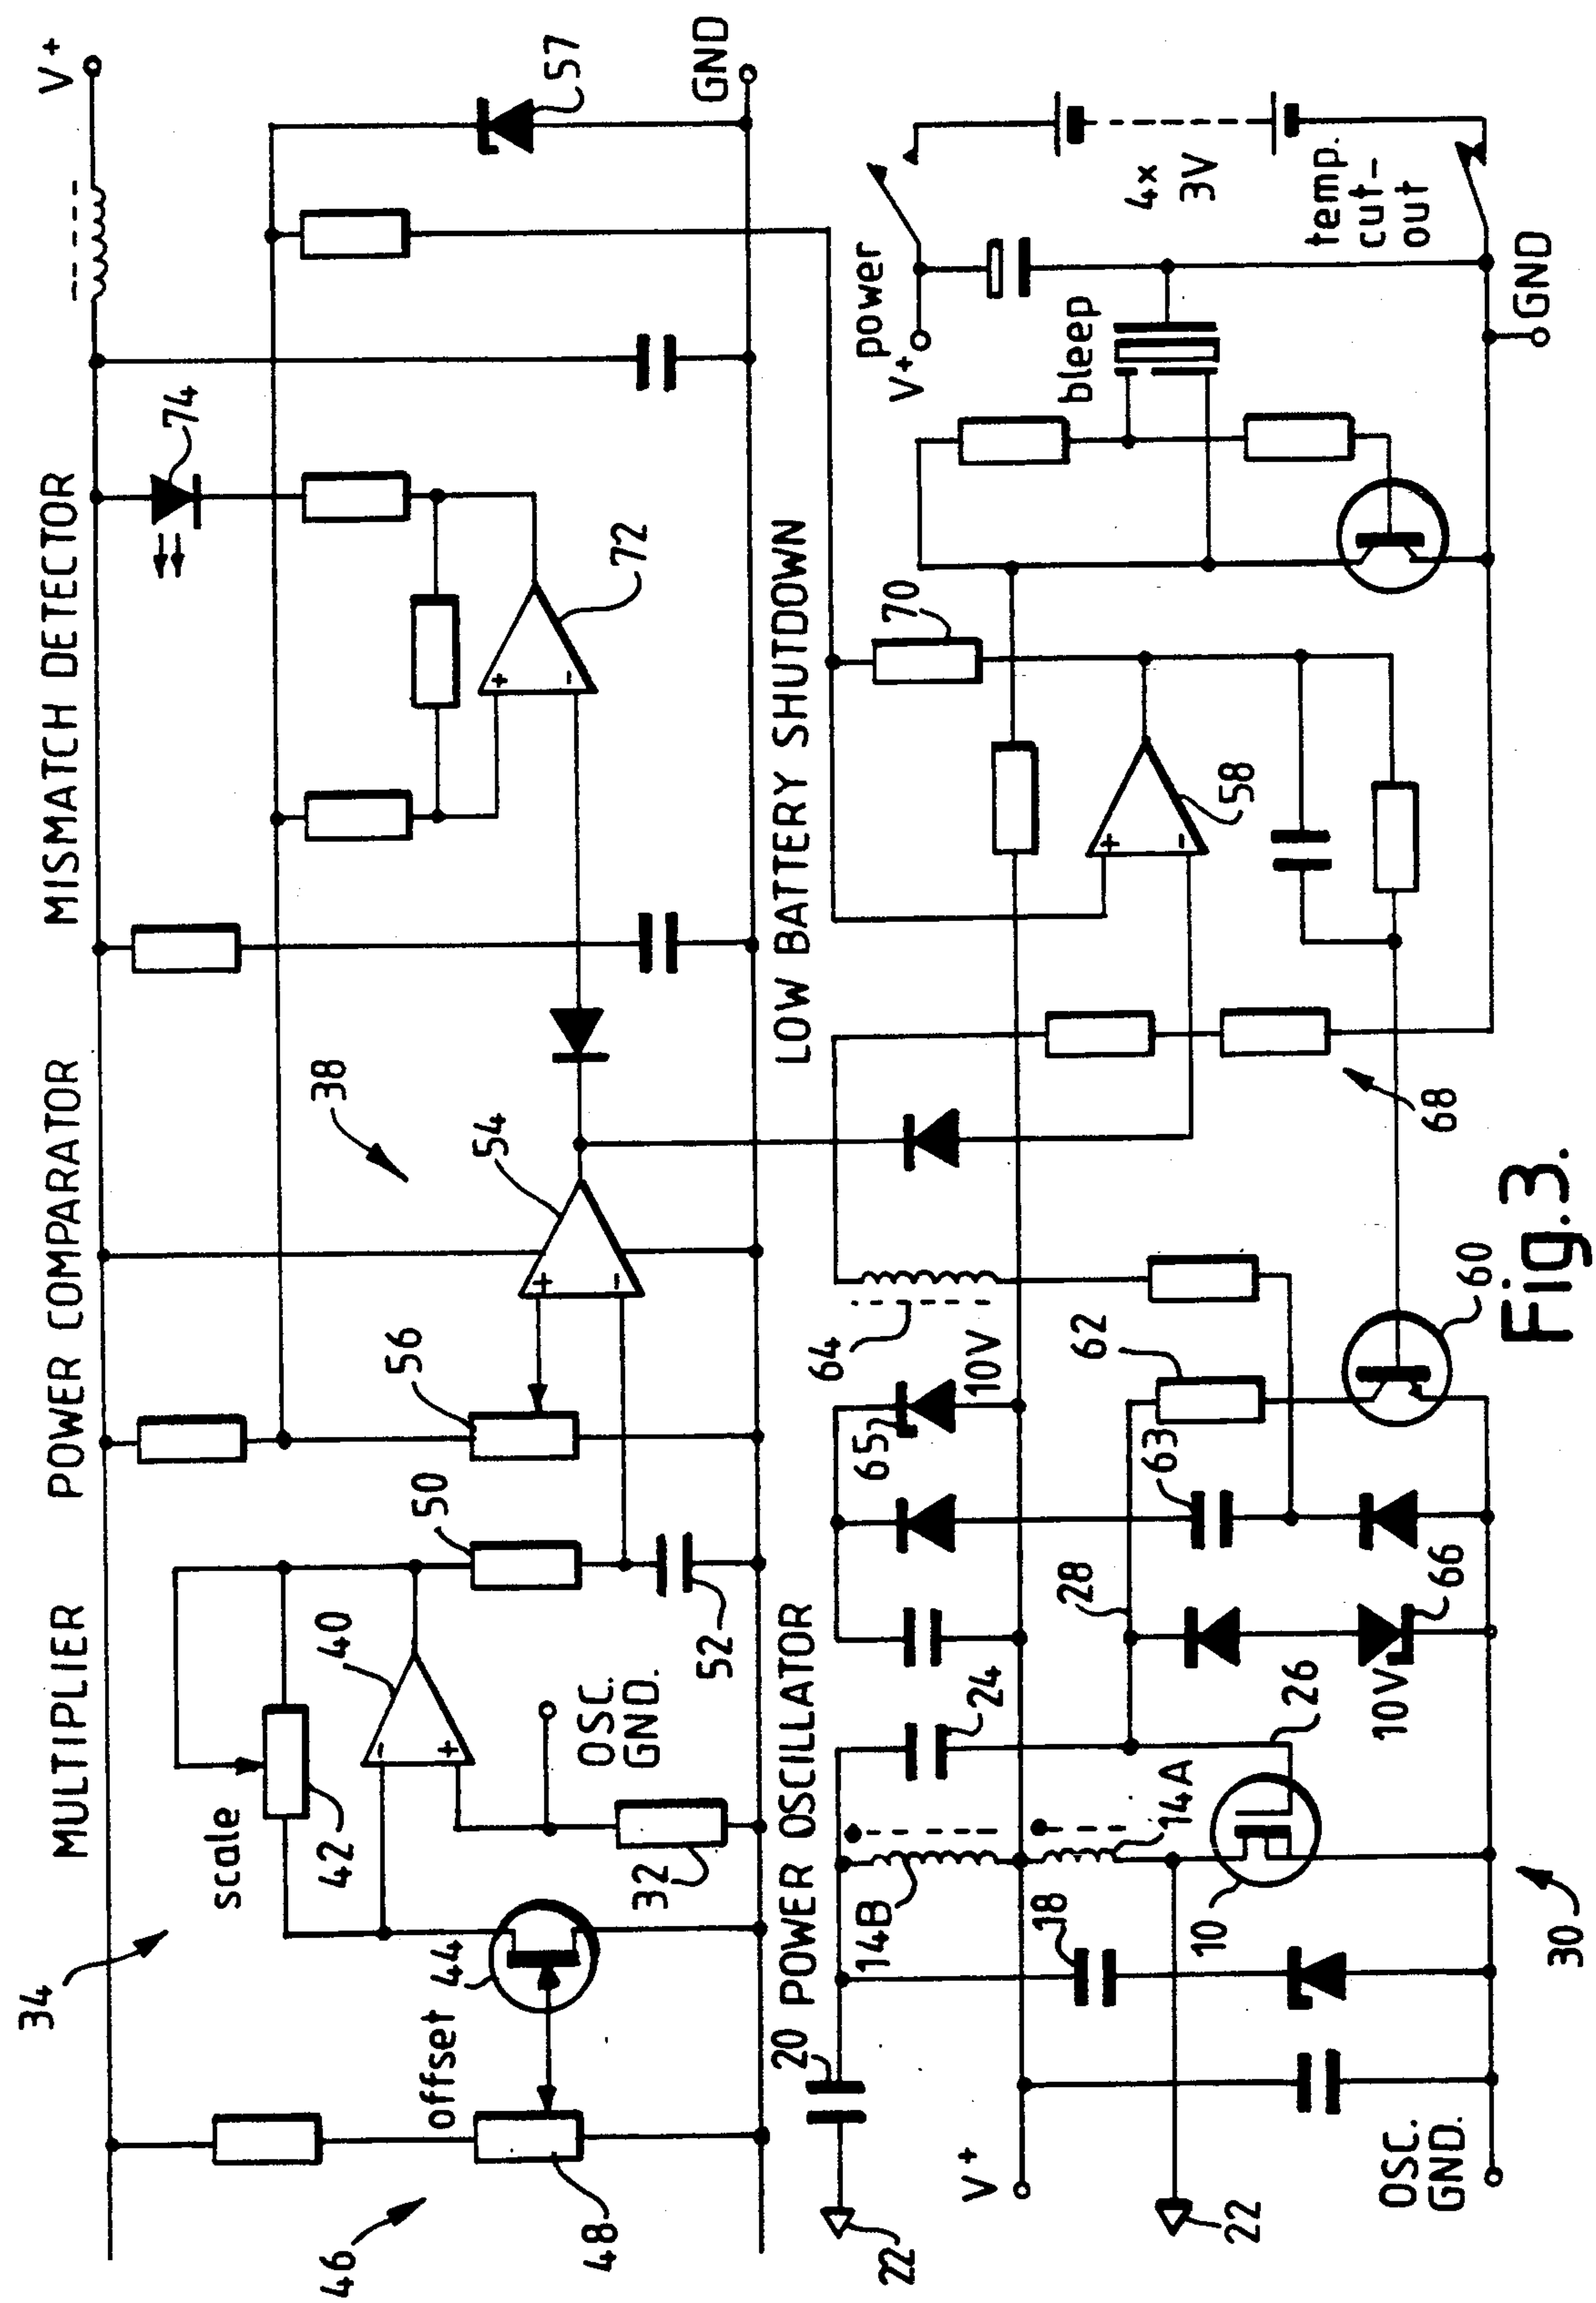 34
MULTIPLIER
POWER COMPARATOR
MISMATCH DETECTOR
V+
46
48
offset
44
scale
42
40
32
OSC.
GND.
50
52
56
54
38
+
-
-
+
72
+
-
74
57
GND
20
POWER OSCILLATOR
LOW BATTERY SHUTDOWN
22
V+
22
OSC.
GND.
18
14B
14A
10
30
24
26
28
10V
66
65
10V
63
62
64
60
68
58
+
-
70
bleep
power
V+
4x
3V
temp.
cut-
out
GND
Fig.3.